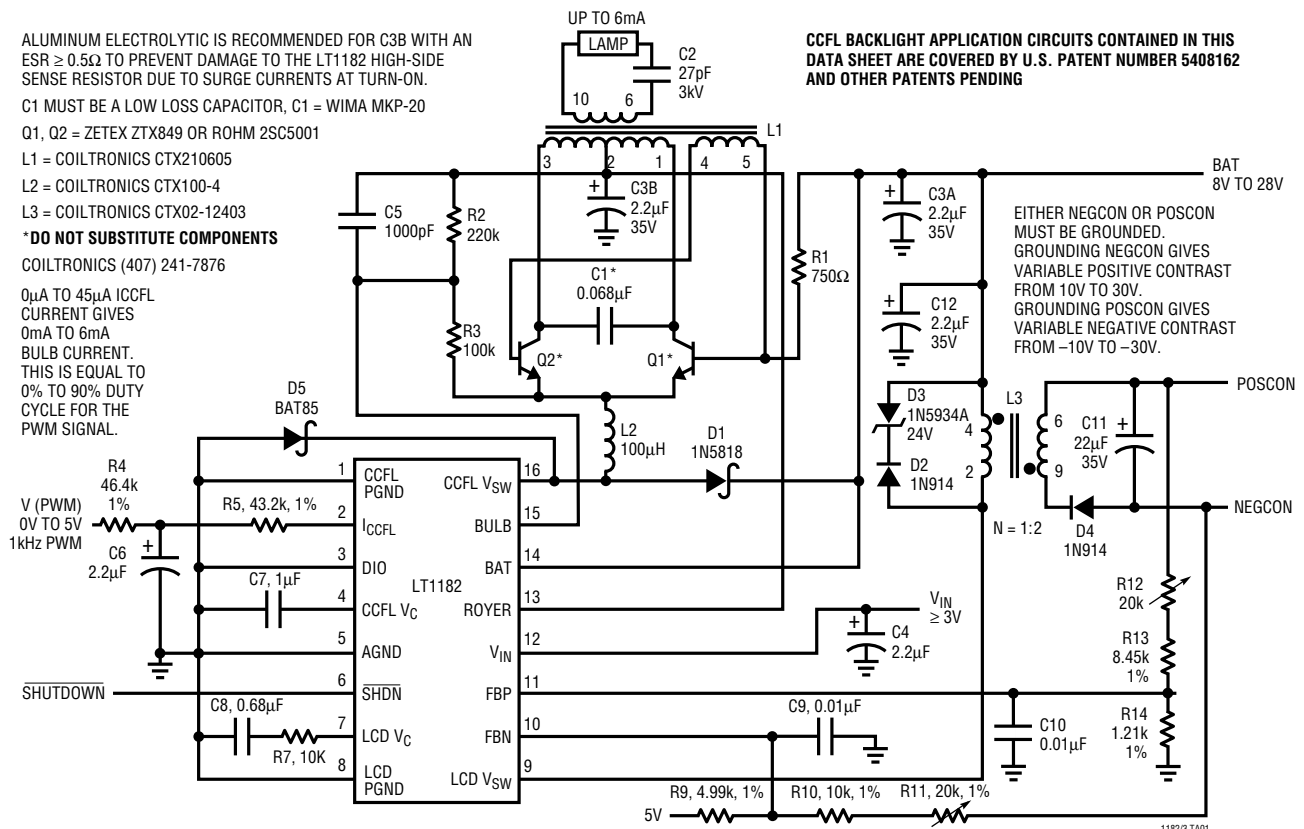 ALUMINUM ELECTROLYTIC IS RECOMMENDED FOR C3B WITH AN
ESR ≥ 0.5Ω TO PREVENT DAMAGE TO THE LT1182 HIGH-SIDE
SENSE RESISTOR DUE TO SURGE CURRENTS AT TURN-ON.
C1 MUST BE A LOW LOSS CAPACITOR, C1 = WIMA MKP-20
Q1, Q2 = ZETEX ZTX849 OR ROHM 2SC5001
L1 = COILTRONICS CTX210605
L2 = COILTRONICS CTX100-4
L3 = COILTRONICS CTX02-12403
*DO NOT SUBSTITUTE COMPONENTS
COILTRONICS (407) 241-7876
0µA TO 45µA ICCFL
CURRENT GIVES
0mA TO 6mA
BULB CURRENT.
THIS IS EQUAL TO
0% TO 90% DUTY
CYCLE FOR THE
PWM SIGNAL.
UP TO 6mA
LAMP
C2
27pF
3kV
10
6
L1
3
2
1
4
5
CCFL BACKLIGHT APPLICATION CIRCUITS CONTAINED IN THIS
DATA SHEET ARE COVERED BY U.S. PATENT NUMBER 5408162
AND OTHER PATENTS PENDING
C5
1000pF
R2
220k
+
C3B
2.2µF
35V
R3
100k
C1*
0.068µF
Q2*
Q1*
R1
750Ω
+
C3A
2.2µF
35V
BAT
8V TO 28V
+
C12
2.2µF
35V
EITHER NEGCON OR POSCON
MUST BE GROUNDED.
GROUNDING NEGCON GIVES
VARIABLE POSITIVE CONTRAST
FROM 10V TO 30V.
GROUNDING POSCON GIVES
VARIABLE NEGATIVE CONTRAST
FROM –10V TO –30V.
D5
BAT85
L2
100µH
D1
1N5818
D3
1N5934A
24V
D2
1N914
L3
4
2
6
9
N = 1:2
+
C11
22µF
35V
D4
1N914
POSCON
NEGCON
R4
46.4k
1%
V (PWM)
0V TO 5V
1kHz PWM
C6
2.2µF
+
R5, 43.2k, 1%
C7, 1µF
SHUTDOWN
C8, 0.68µF
R7, 10K
LT1182
1 CCFL PGND
2 ICCFL
3 DIO
4 CCFL VC
5 AGND
6 SHDN
7 LCD VC
8 LCD PGND
16 CCFL VSW
15 BULB
14 BAT
13 ROYER
12 VIN
11 FBP
10 FBN
9 LCD VSW
VIN
≥ 3V
+
C4
2.2µF
C9, 0.01µF
C10
0.01µF
R12
20k
R13
8.45k
1%
R14
1.21k
1%
5V
R9, 4.99k, 1%
R10, 10k, 1%
R11, 20k, 1%
1182/3 TA01